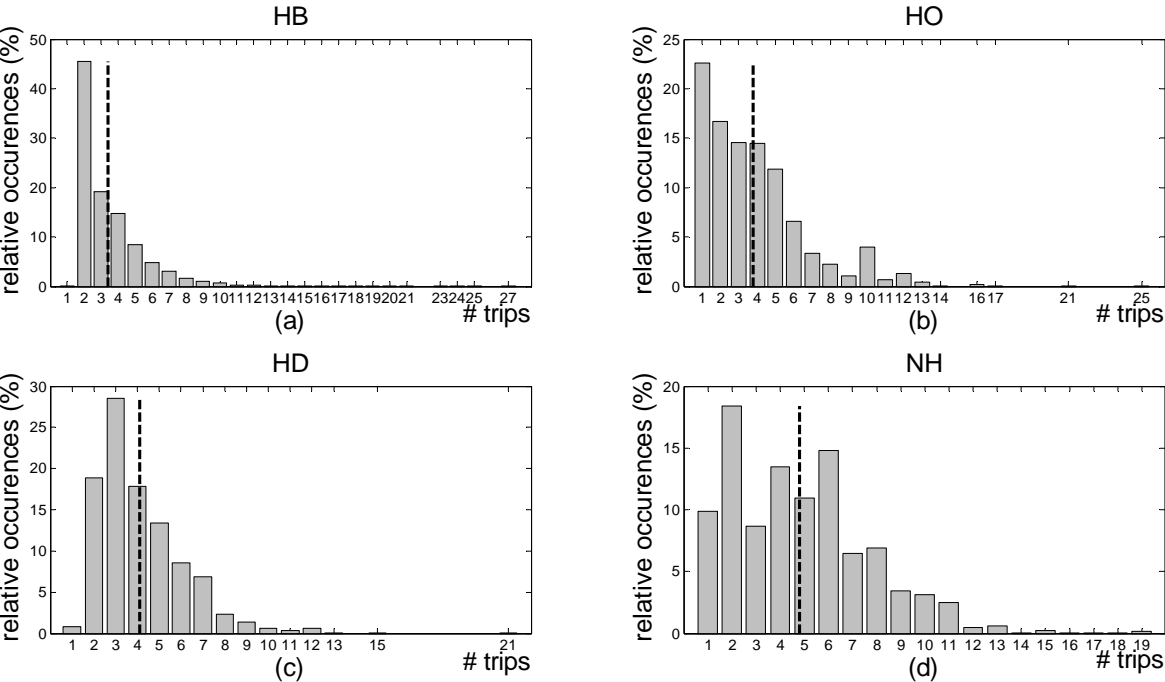 HB
relative occurences (%)
50
40
30
20
10
0
1 2 3 4 5 6 7 8 9 10 11 12 13 14 15 16 17 18 19 20 21 23 24 25 27
# trips
(a)
HO
relative occurences (%)
25
20
15
10
5
0
1 2 3 4 5 6 7 8 9 10 11 12 13 14 16 17 21 25
# trips
(b)
HD
relative occurences (%)
30
25
20
15
10
5
0
1 2 3 4 5 6 7 8 9 10 11 12 13 15 21
# trips
(c)
NH
relative occurences (%)
20
15
10
5
0
1 2 3 4 5 6 7 8 9 10 11 12 13 14 15 16 17 18 19
# trips
(d)